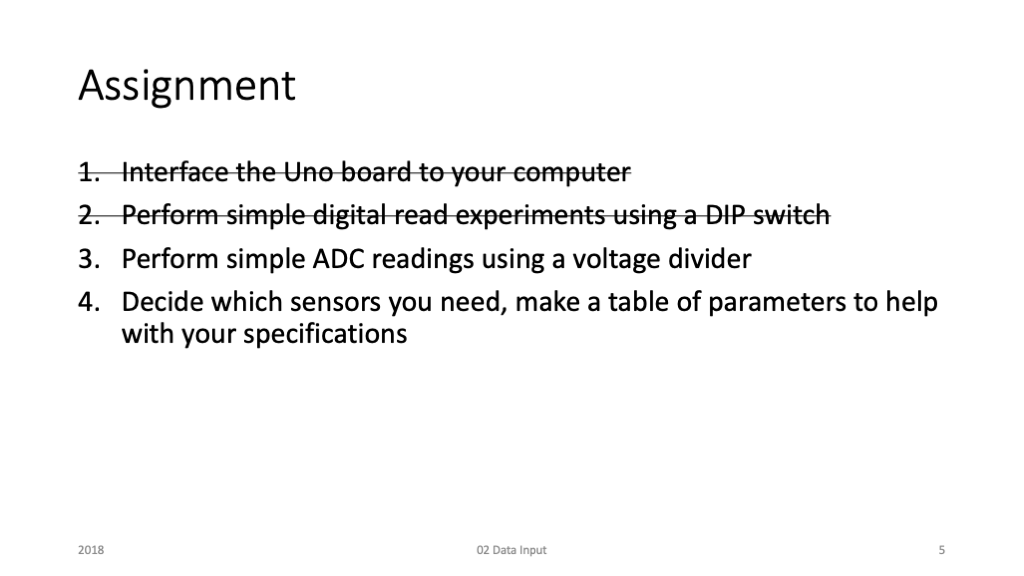 Assignment
1. Interface the Uno board to your computer
2. Perform simple digital read experiments using a DIP switch
3. Perform simple ADC readings using a voltage divider
4. Decide which sensors you need, make a table of parameters to help
with your specifications
2018 02 Data Input 5